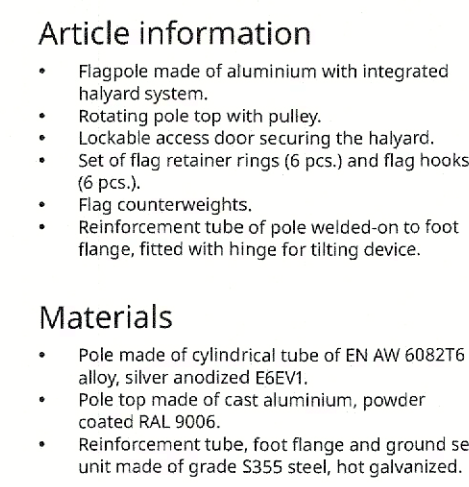 Article information
• Flagpole made of aluminium with integrated
halyard system.
• Rotating pole top with pulley.
• Lockable access door securing the halyard.
• Set of flag retainer rings (6 pcs.) and flag hooks
(6 pcs.).
• Flag counterweights.
• Reinforcement tube of pole welded-on to foot
flange, fitted with hinge for tilting device.
Materials
• Pole made of cylindrical tube of EN AW 6082T6
alloy, silver anodized E6EV1.
• Pole top made of cast aluminium, powder
coated RAL 9006.
• Reinforcement tube, foot flange and ground se
unit made of grade S355 steel, hot galvanized.